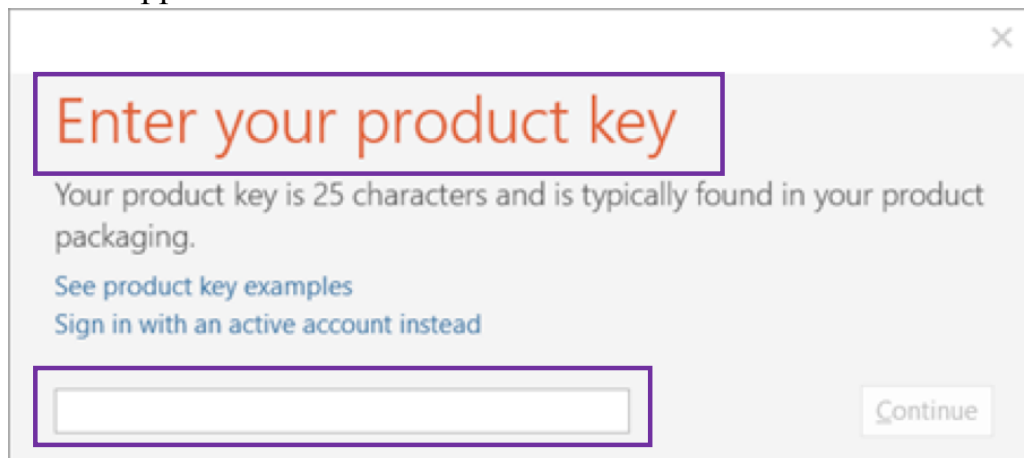 Enter your product key
Your product key is 25 characters and is typically found in your product
packaging.
See product key examples
Sign in with an active account instead
Continue